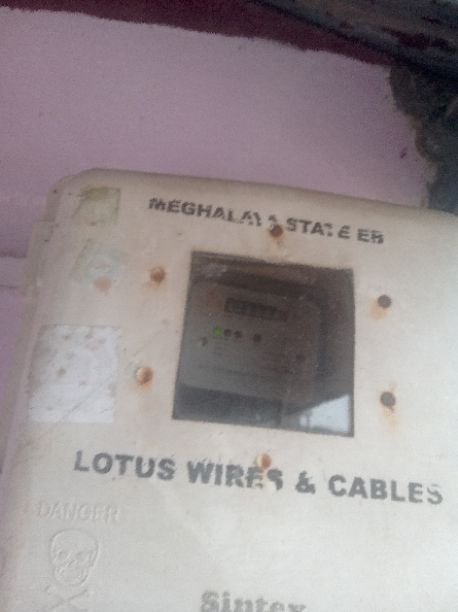 MEGHALAYA STATE EB
LOTUS WIRES & CABLES
DANGER
Sintex